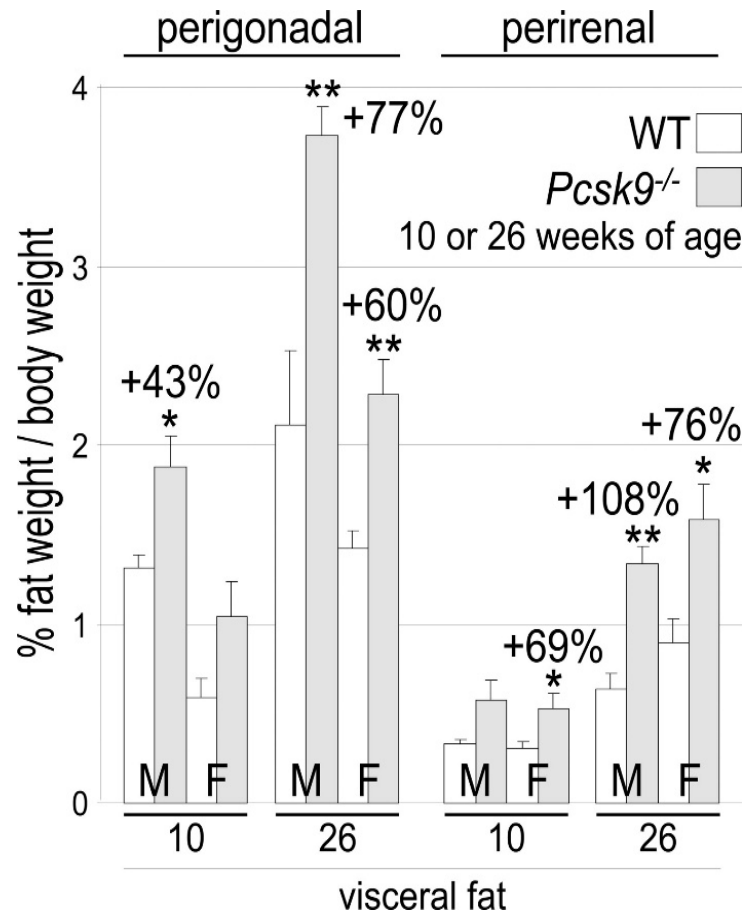 perigonadal perirenal
4
** +77%
WT
Pcsk9-/-
10 or 26 weeks of age
3
+60%
**
+43%
*
2
+76%
*
+108%
**
1
+69%
*
0
M F M F M F M F
10 26 10 26
visceral fat
% fat weight / body weight